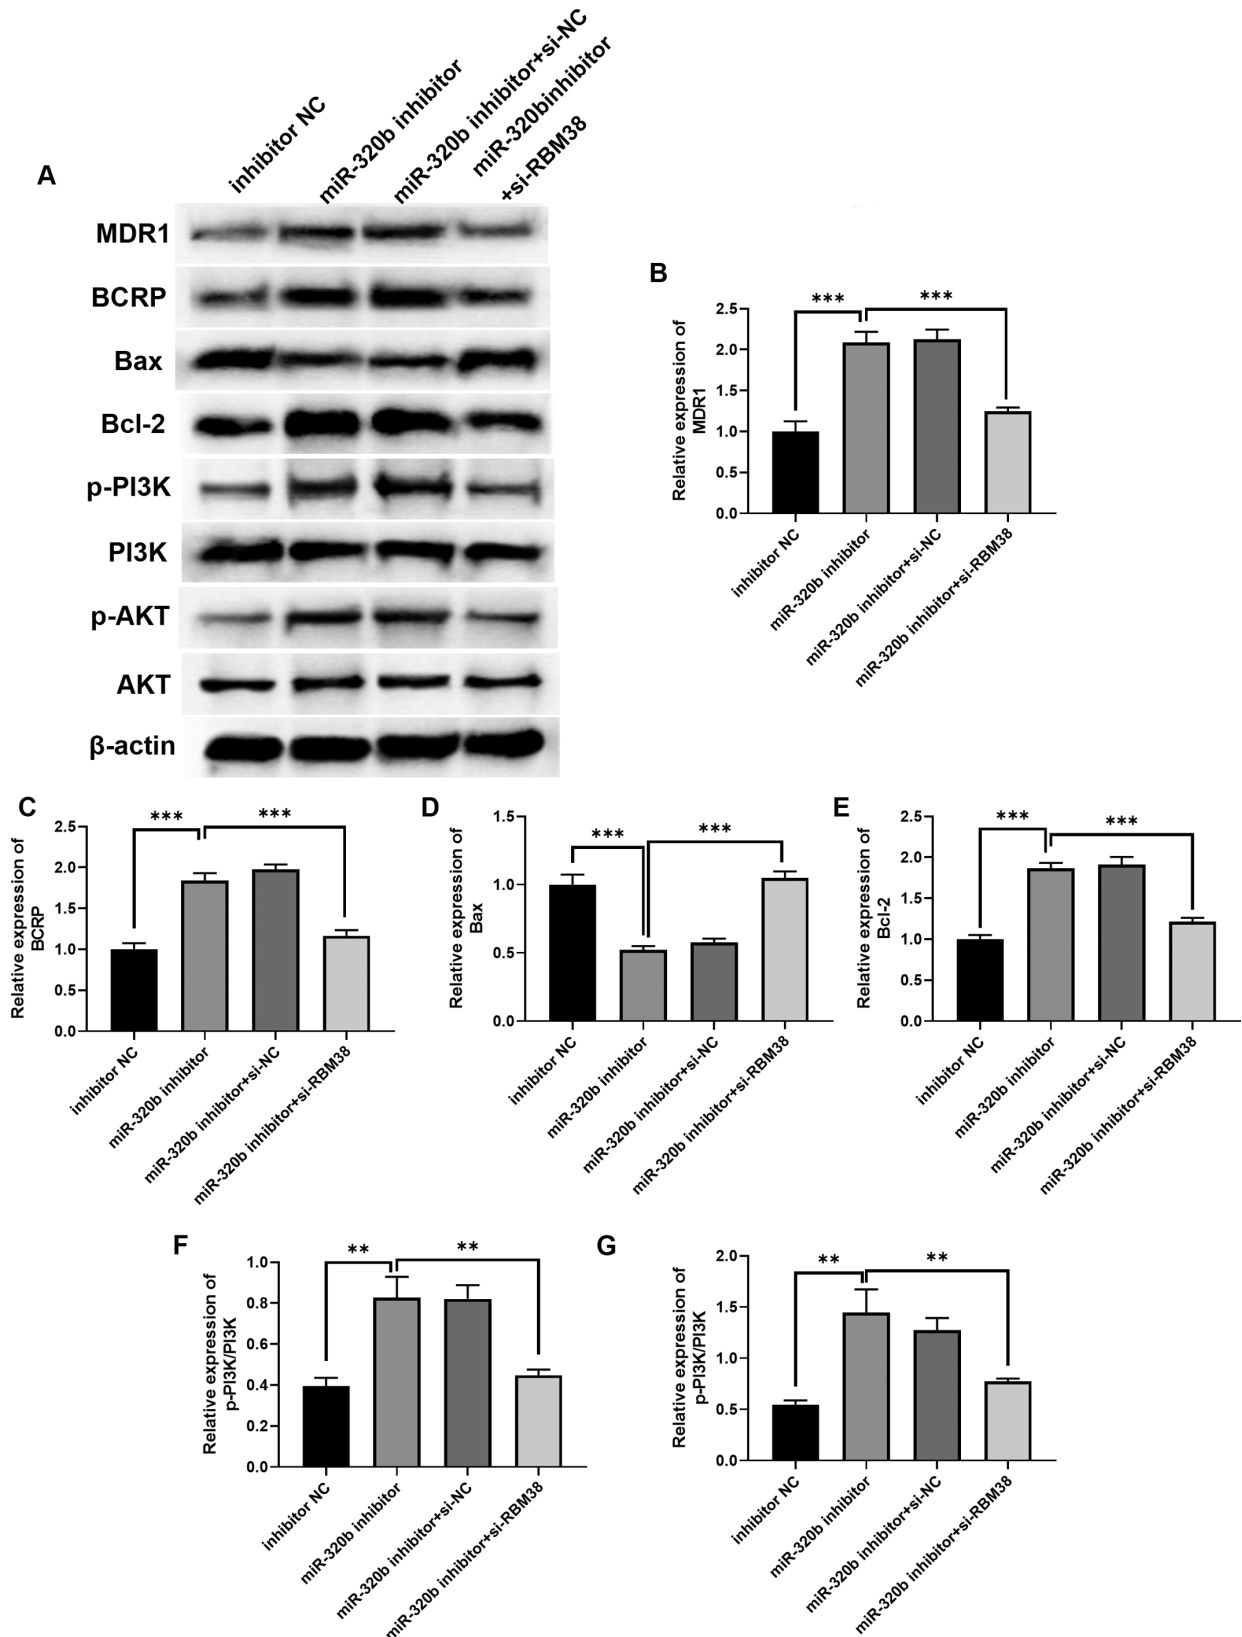 A
inhibitor NC
miR-320b inhibitor
miR-320b inhibitor+si-NC
miR-320binhibitor
+si-RBM38
MDR1
BCRP
Bax
Bcl-2
p-PI3K
PI3K
p-AKT
AKT
β-actin
B
Relative expression of
MDR1
2.5
2.0
1.5
1.0
0.5
0.0
***
***
inhibitor NC
miR-320b inhibitor
miR-320b inhibitor+si-NC
miR-320b inhibitor+si-RBM38
C
Relative expression of
BCRP
2.5
2.0
1.5
1.0
0.5
0.0
***
***
inhibitor NC
miR-320b inhibitor
miR-320b inhibitor+si-NC
miR-320b inhibitor+si-RBM38
D
Relative expression of
Bax
1.5
1.0
0.5
0.0
***
***
inhibitor NC
miR-320b inhibitor
miR-320b inhibitor+si-NC
miR-320b inhibitor+si-RBM38
E
Relative expression of
Bcl-2
2.5
2.0
1.5
1.0
0.5
0.0
***
***
inhibitor NC
miR-320b inhibitor
miR-320b inhibitor+si-NC
miR-320b inhibitor+si-RBM38
F
Relative expression of
p-PI3K/PI3K
1.0
0.8
0.6
0.4
0.2
0.0
**
**
inhibitor NC
miR-320b inhibitor
miR-320b inhibitor+si-NC
miR-320b inhibitor+si-RBM38
G
Relative expression of
p-PI3K/PI3K
2.0
1.5
1.0
0.5
0.0
**
**
inhibitor NC
miR-320b inhibitor
miR-320b inhibitor+si-NC
miR-320b inhibitor+si-RBM38